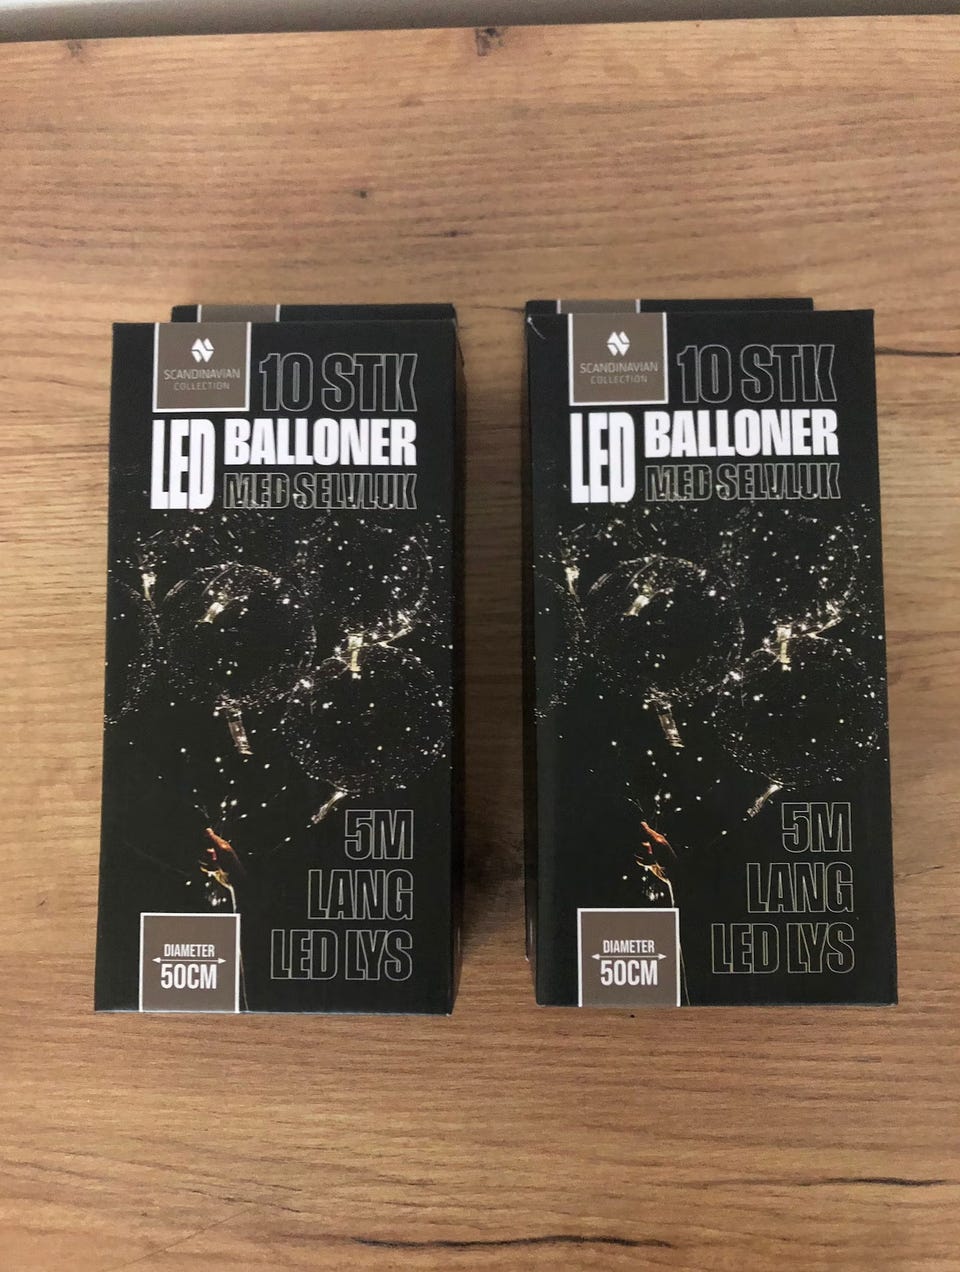 SCANDINAVIAN
COLLECTION
10 STK
LED BALLONER
MED SELVLUK
5M
LANG
LED LYS
DIAMETER
50CM
SCANDINAVIAN
COLLECTION
10 STK
LED BALLONER
MED SELVLUK
5M
LANG
LED LYS
DIAMETER
50CM